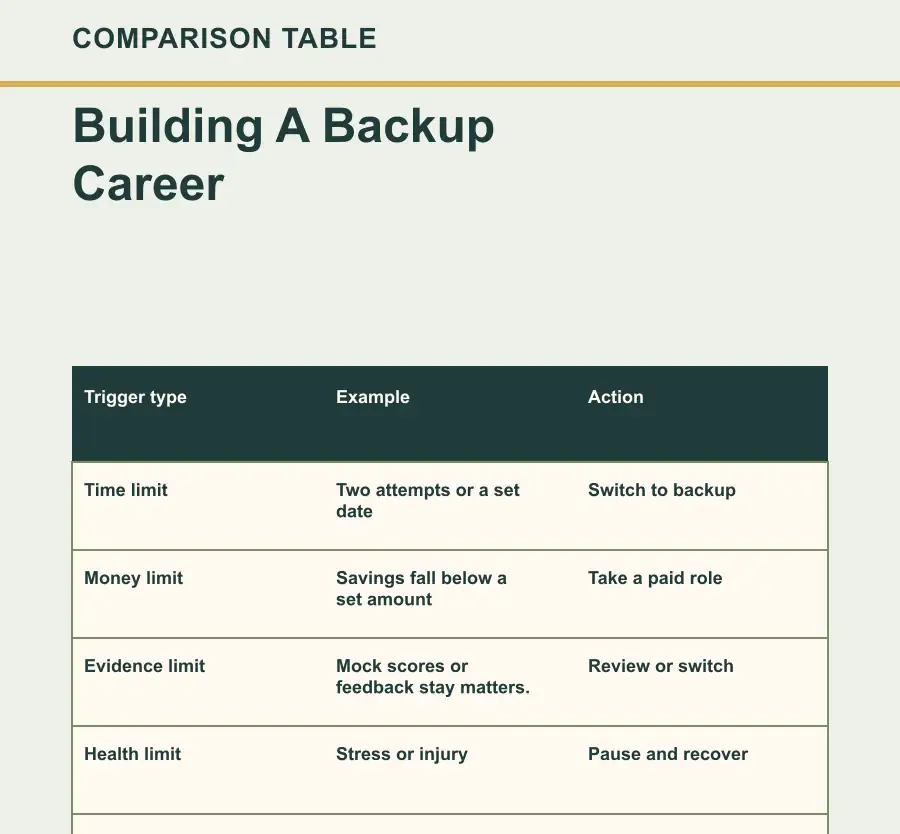 COMPARISON TABLE
Building A Backup
Career
Trigger type Example Action
Time limit Two attempts or a set Switch to backup
date
Money limit Savings fall below a Take a paid role
set amount
Evidence limit Mock scores or Review or switch
feedback stay matters.
Health limit Stress or injury Pause and recover